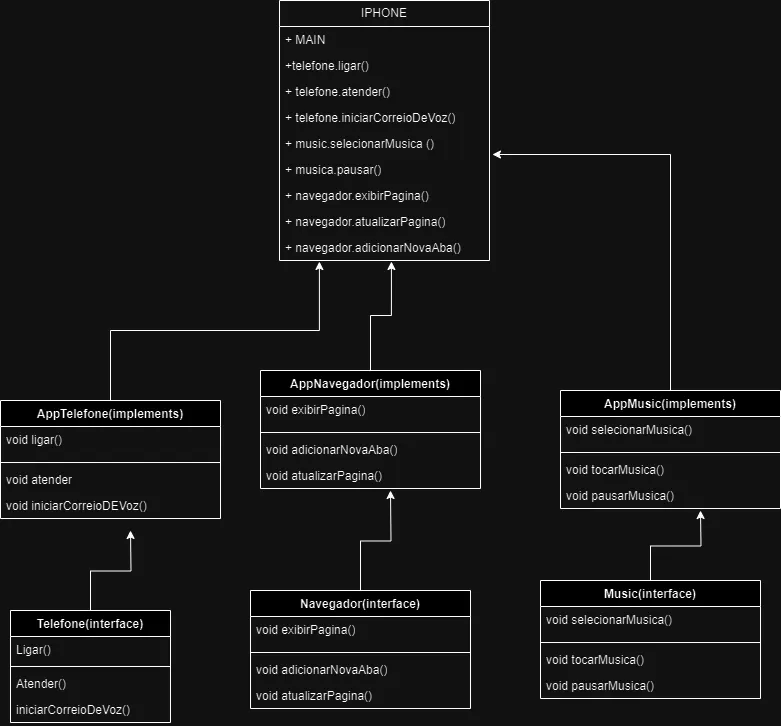 IPHONE
+ MAIN
+telefone.ligar()
+ telefone.atender()
+ telefone.iniciarCorreioDeVoz()
+ music.selecionarMusica ()
+ musica.pausar()
+ navegador.exibirPagina()
+ navegador.atualizarPagina()
+ navegador.adicionarNovaAba()
AppTelefone(implements)
void ligar()
void atender
void iniciarCorreioDEVoz()
AppNavegador(implements)
void exibirPagina()
void adicionarNovaAba()
void atualizarPagina()
AppMusic(implements)
void selecionarMusica()
void tocarMusica()
void pausarMusica()
Telefone(interface)
Ligar()
Atender()
iniciarCorreioDeVoz()
Navegador(interface)
void exibirPagina()
void adicionarNovaAba()
void atualizarPagina()
Music(interface)
void selecionarMusica()
void tocarMusica()
void pausarMusica()